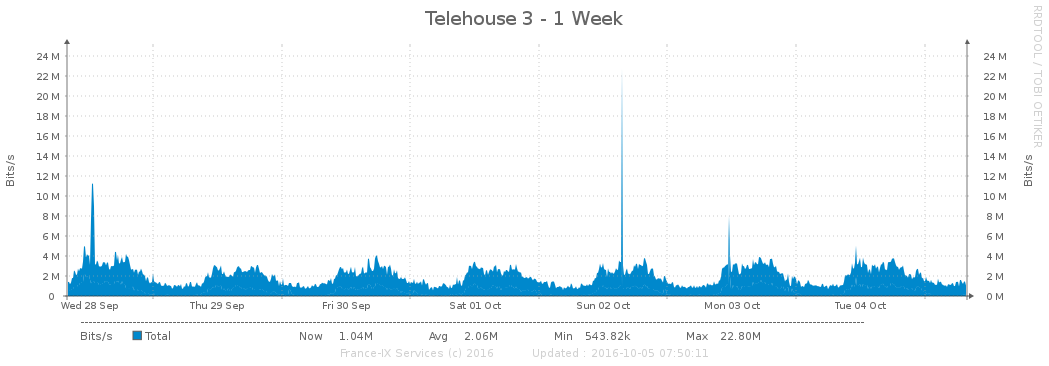 Telehouse 3 - 1 Week
RRDTOOL / TOBI OETIKER
Bits/s
24 M 24 M
22 M 22 M
20 M 20 M
18 M 18 M
16 M 16 M
14 M 14 M
12 M 12 M
10 M 10 M
8 M 8 M
6 M 6 M
4 M 4 M
2 M 2 M
0 0 M
Bits/s
Wed 28 Sep Thu 29 Sep Fri 30 Sep Sat 01 Oct Sun 02 Oct Mon 03 Oct Tue 04 Oct
Bits/s Total Now 1.04M Avg 2.06M Min 543.82k Max 22.80M
France-IX Services (c) 2016 Updated : 2016-10-05 07:50:11